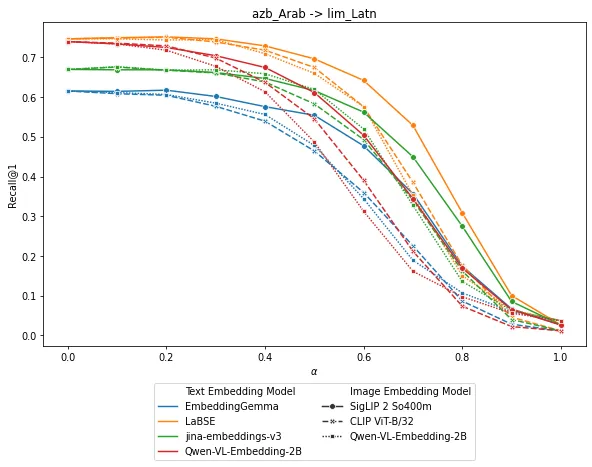 azb_Arab -> lim_Latn
Recall@1
0.7
0.6
0.5
0.4
0.3
0.2
0.1
0.0
0.0 0.2 0.4 0.6 0.8 1.0
α
Text Embedding Model Image Embedding Model
EmbeddingGemma SigLIP 2 So400m
LaBSE CLIP ViT-B/32
jina-embeddings-v3 Qwen-VL-Embedding-2B
Qwen-VL-Embedding-2B